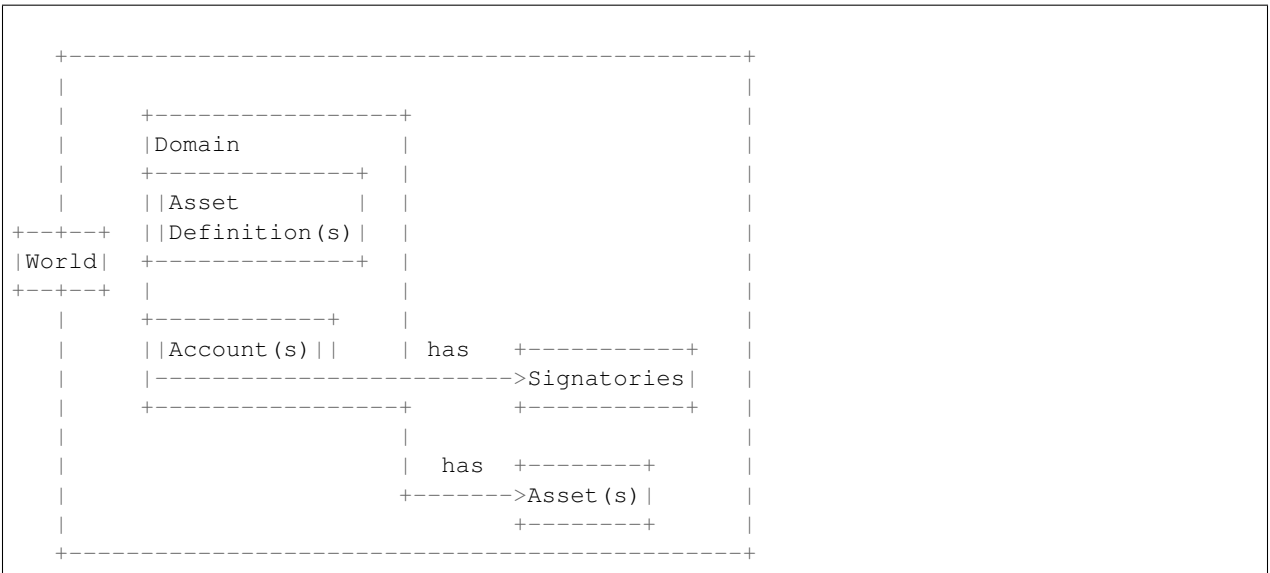 Domain
Asset
Definition(s)
World
Account(s)
has
Signatories
has
Asset(s)